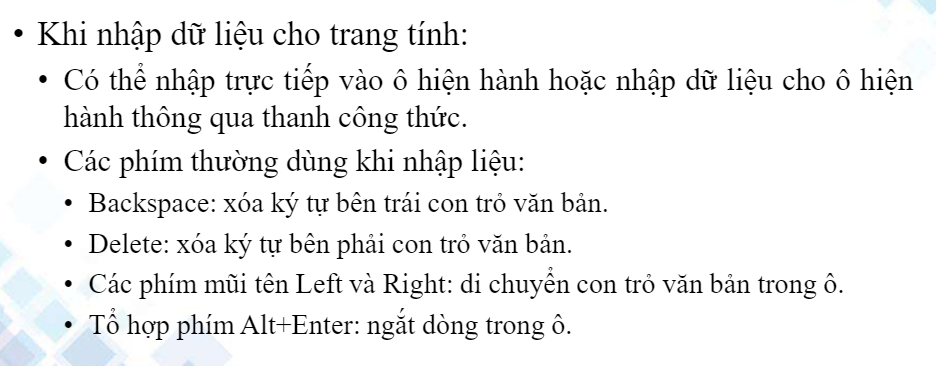 • Khi nhập dữ liệu cho trang tính:
• Có thể nhập trực tiếp vào ô hiện hành hoặc nhập dữ liệu cho ô hiện
hành thông qua thanh công thức.
• Các phím thường dùng khi nhập liệu:
• Backspace: xóa ký tự bên trái con trỏ văn bản.
• Delete: xóa ký tự bên phải con trỏ văn bản.
• Các phím mũi tên Left và Right: di chuyển con trỏ văn bản trong ô.
• Tổ hợp phím Alt+Enter: ngắt dòng trong ô.